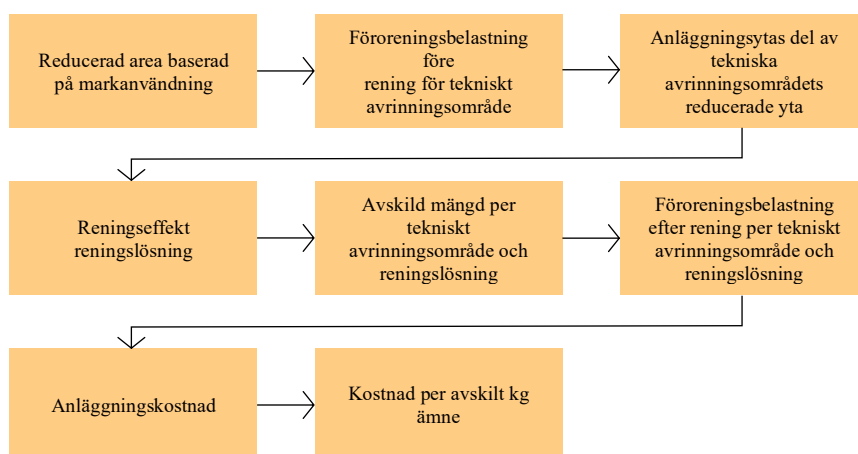 Reducerad area baserad
på markanvändning
Föroreningsbelastning
före
rening för tekniskt
avrinningsområde
Anläggningsytas del av
tekniska
avrinningsområdets
reducerade yta
Reningseffekt
reningslösning
Avskild mängd per
tekniskt
avrinningsområde och
reningslösning
Föroreningsbelastning
efter rening per tekniskt
avrinningsområde och
reningslösning
Anläggningskostnad
Kostnad per avskilt kg
ämne